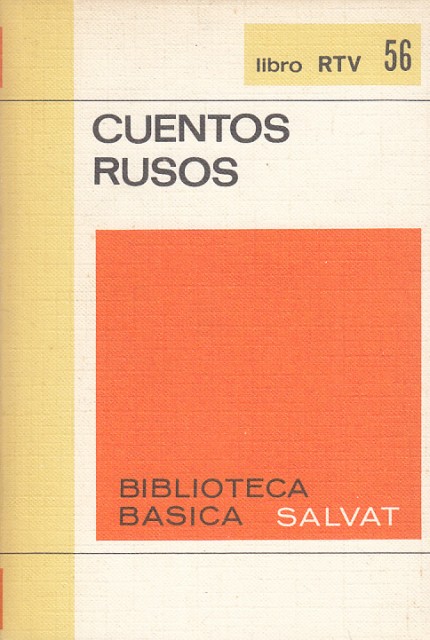 libro RTV 56
CUENTOS
RUSOS
BIBLIOTECA
BASICA SALVAT